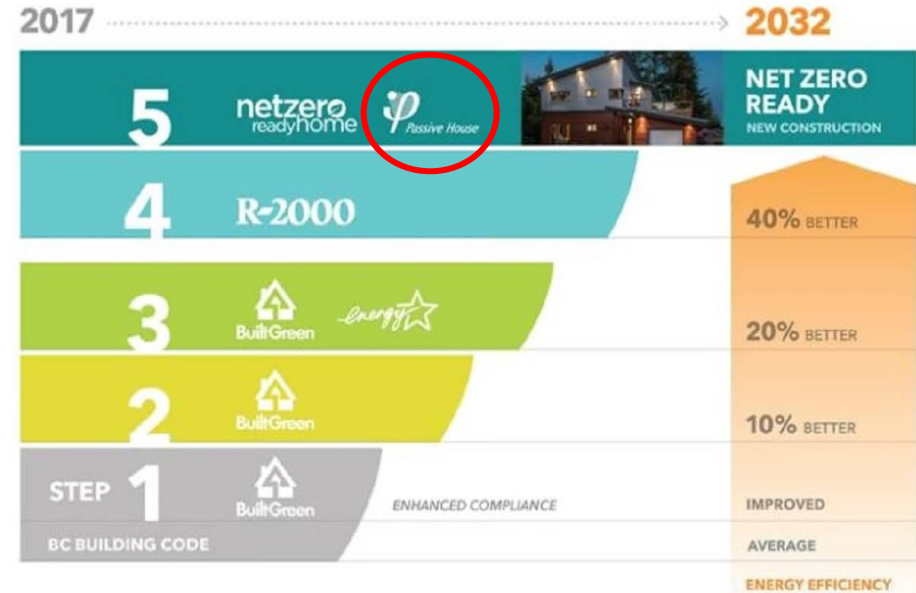 2017
2032
5
netzero
readyhome
Passive House
NET ZERO
READY
NEW CONSTRUCTION
4
R-2000
40% BETTER
3
BuiltGreen
energy
20% BETTER
2
BuiltGreen
10% BETTER
STEP 1
BuiltGreen
ENHANCED COMPLIANCE
IMPROVED
BC BUILDING CODE
AVERAGE
ENERGY EFFICIENCY